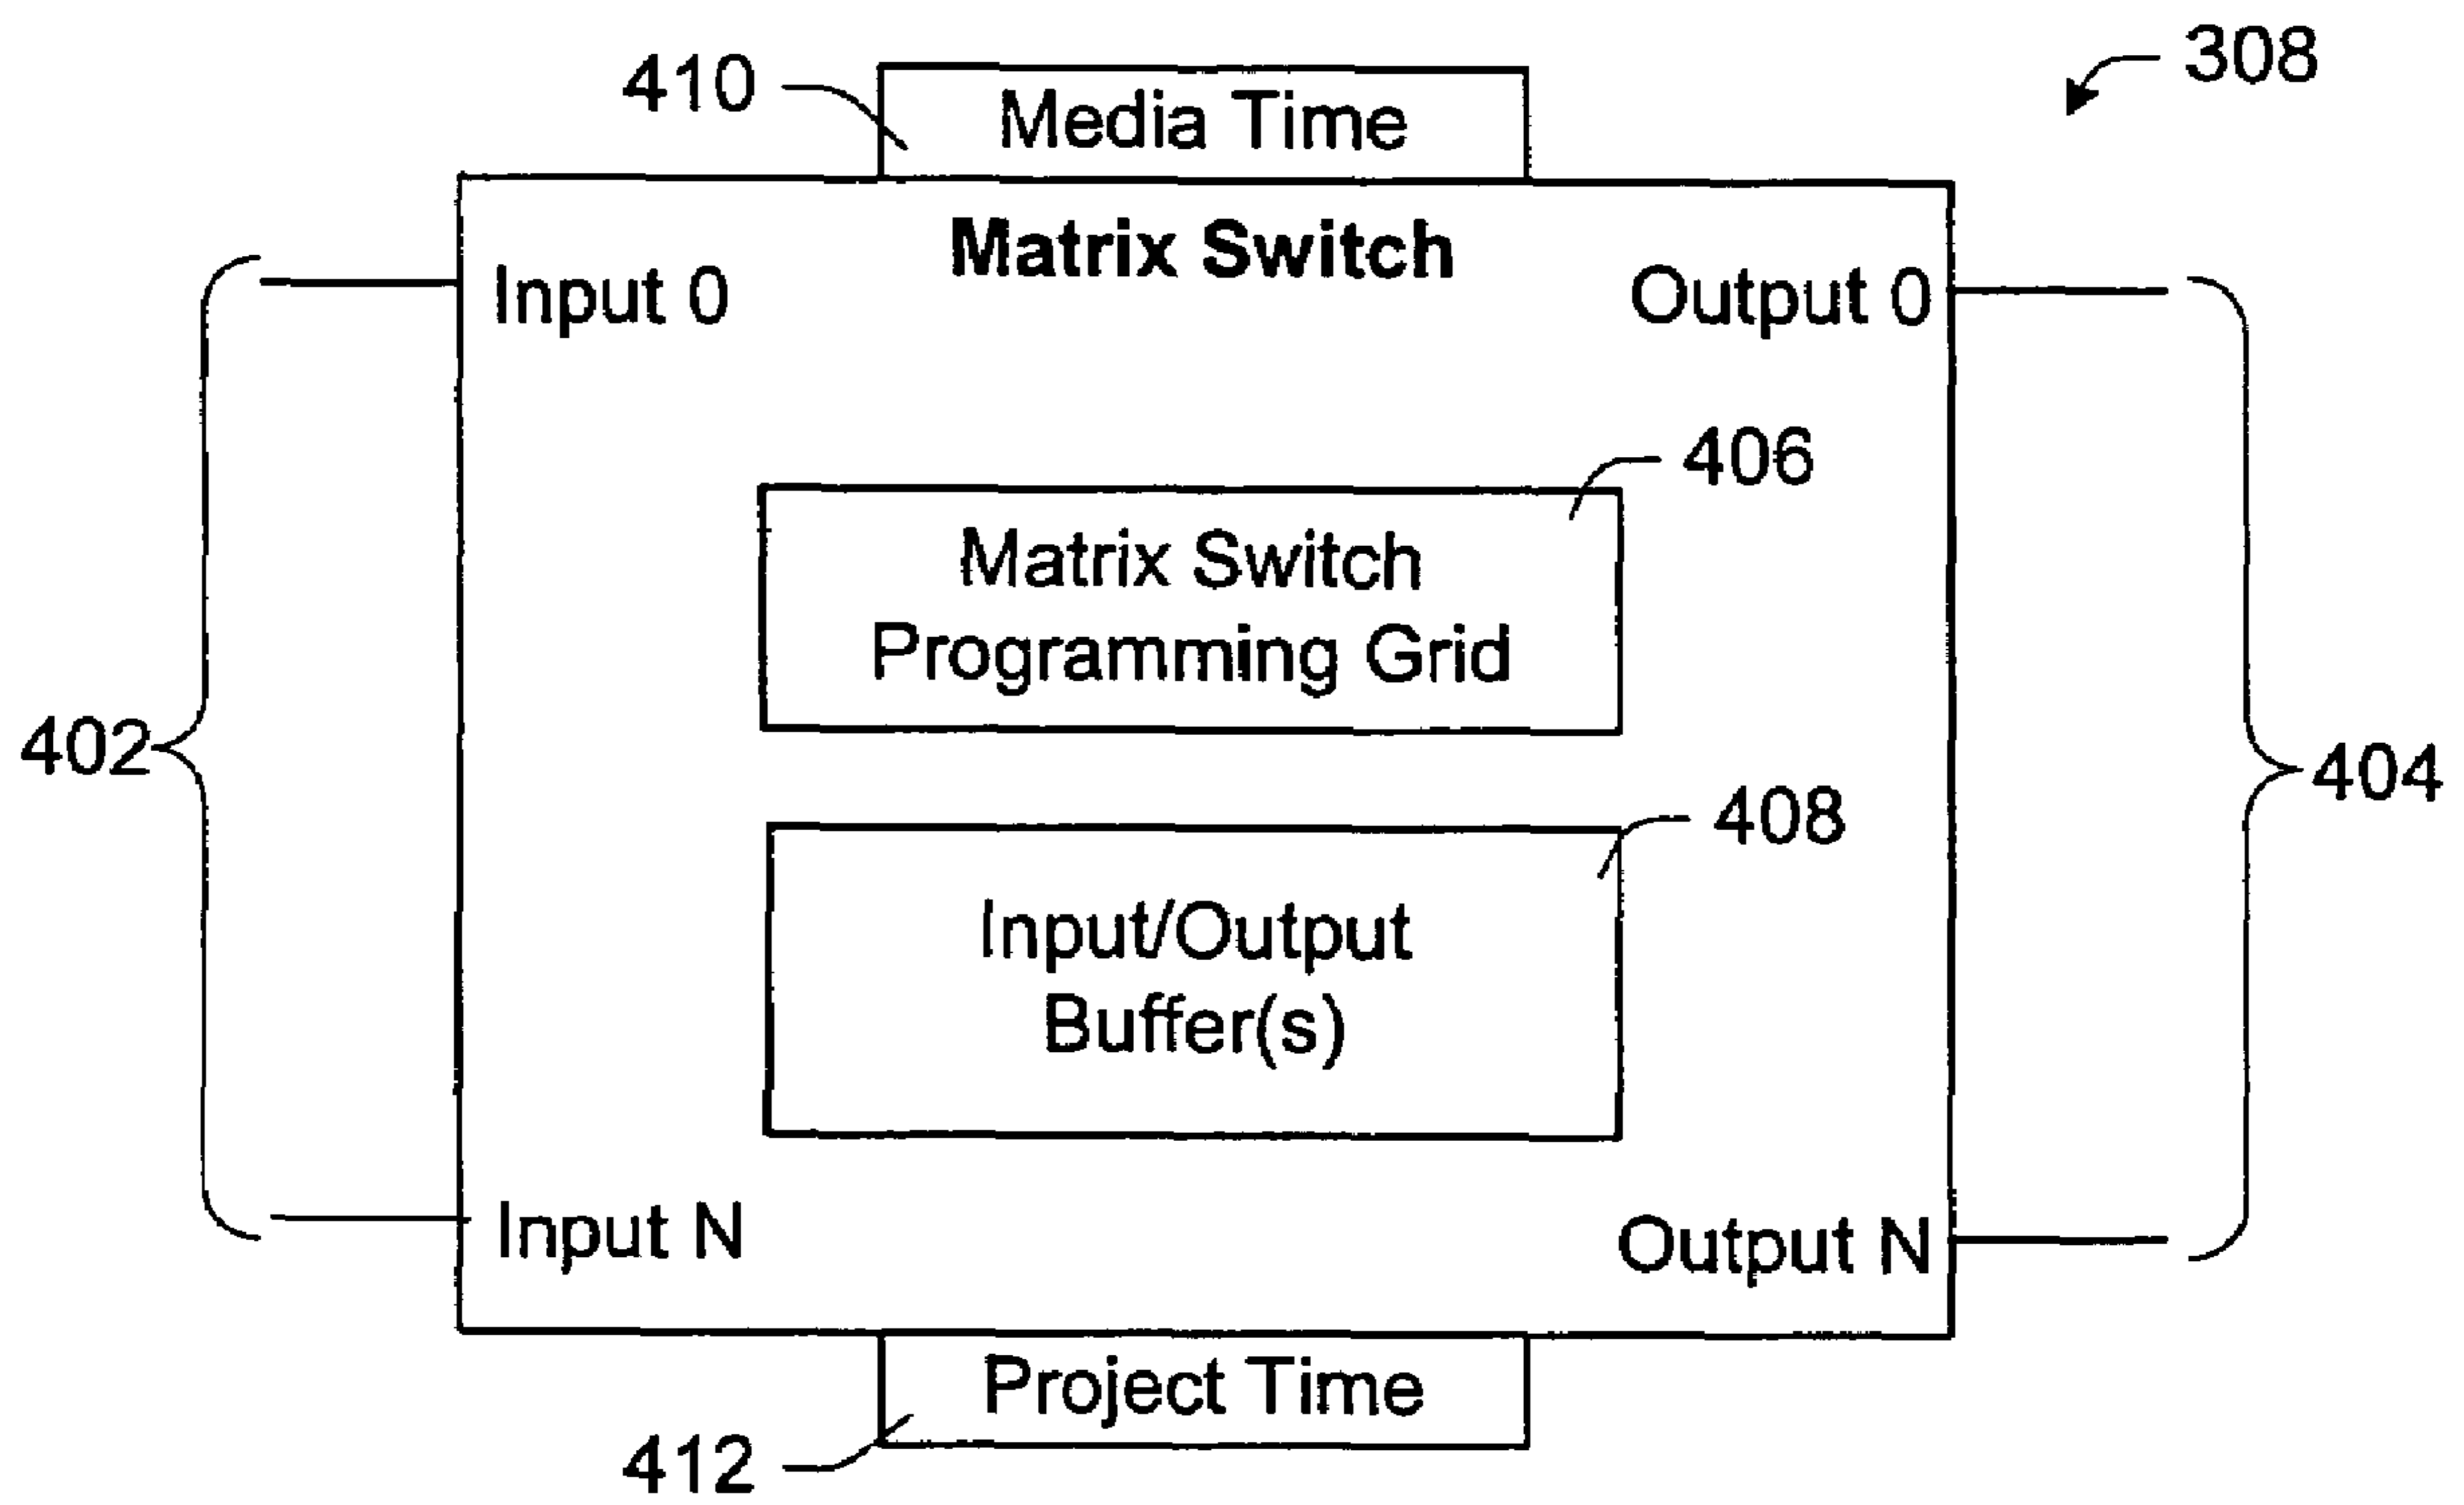 308
410
Media Time
Matrix Switch
Input 0
Output 0
406
Matrix Switch
Programming Grid
402
404
408
Input/Output
Buffer(s)
Input N
Output N
Project Time
412